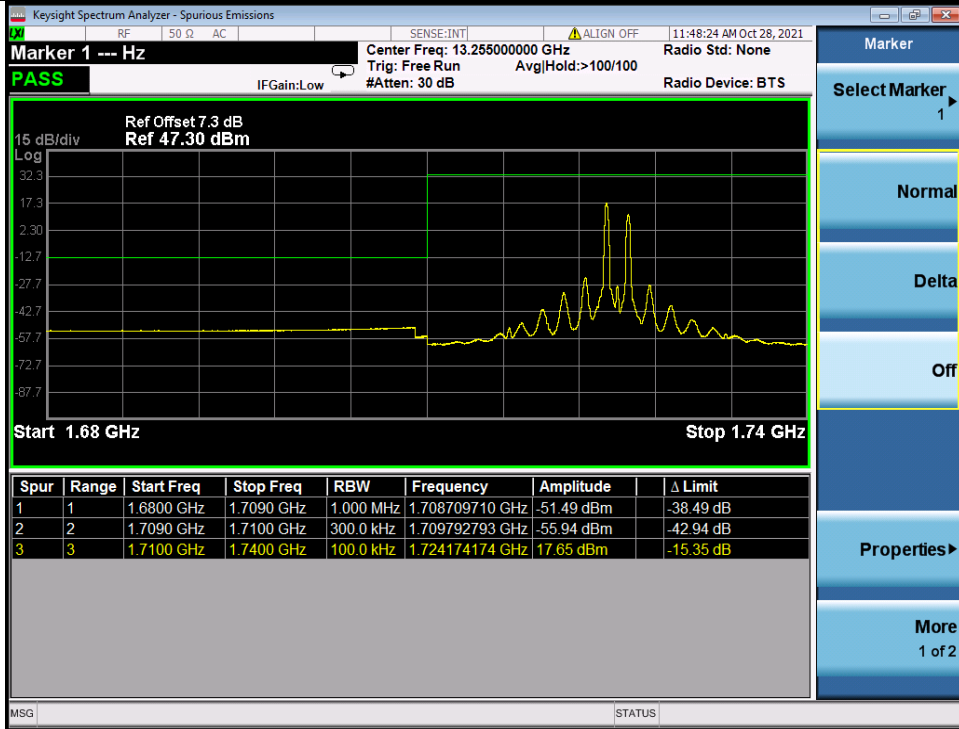 Keysight Spectrum Analyzer - Spurious Emissions
LXI RF 50 Ω AC SENSE:INT ALIGN OFF 11:48:24 AM Oct 28, 2021
Marker 1 --- Hz
Center Freq: 13.255000000 GHz Radio Std: None
Trig: Free Run Avg|Hold:>100/100
PASS IFGain:Low #Atten: 30 dB Radio Device: BTS
Ref Offset 7.3 dB
15 dB/div Ref 47.30 dBm
Log
32.3
17.3
2.30
-12.7
-27.7
-42.7
-57.7
-72.7
-87.7
Start 1.68 GHz Stop 1.74 GHz
Spur Range Start Freq Stop Freq RBW Frequency Amplitude Δ Limit
1 1 1.6800 GHz 1.7090 GHz 1.000 MHz 1.708709710 GHz -51.49 dBm -38.49 dB
2 2 1.7090 GHz 1.7100 GHz 300.0 kHz 1.709792793 GHz -55.94 dBm -42.94 dB
3 3 1.7100 GHz 1.7400 GHz 100.0 kHz 1.724174174 GHz 17.65 dBm -15.35 dB
MSG STATUS
Marker
Select Marker
1
Normal
Delta
Off
Properties
More
1 of 2